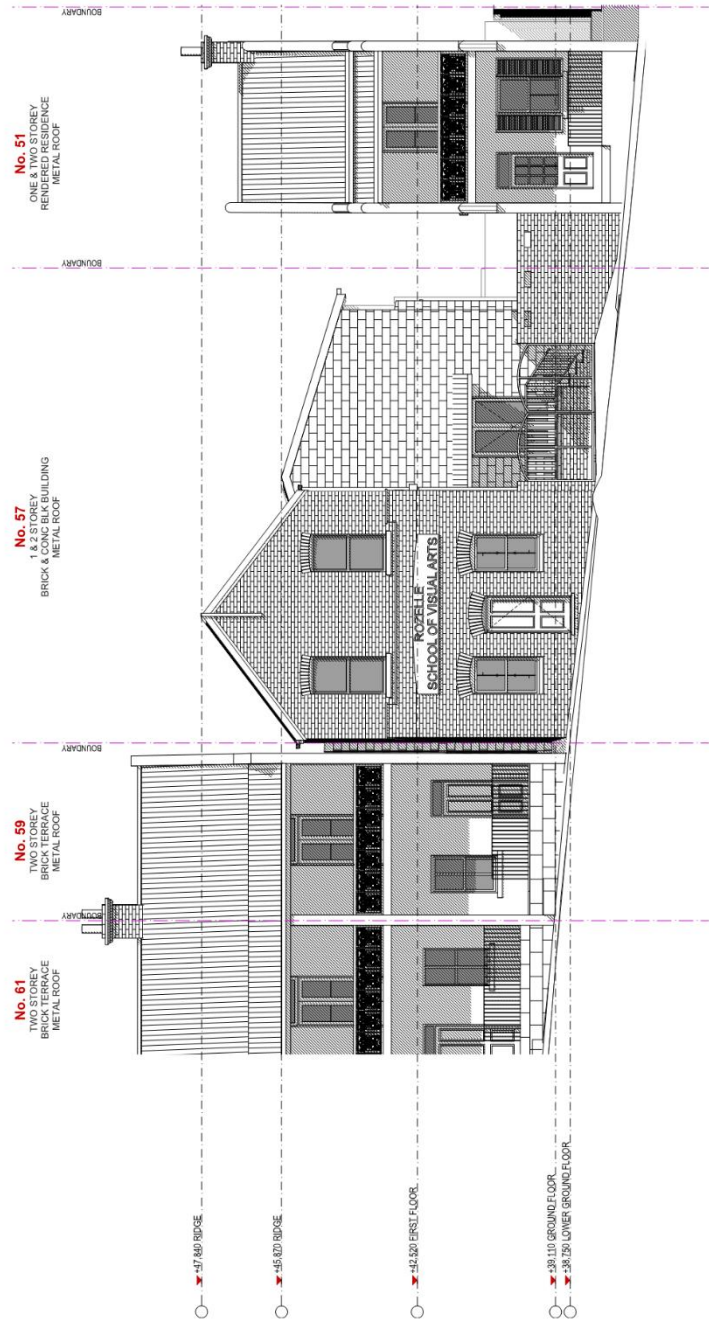 No. 61
TWO STOREY
BRICK TERRACE
METAL ROOF
BOUNDARY
No. 59
TWO STOREY
BRICK TERRACE
METAL ROOF
BOUNDARY
No. 57
1 & 2 STOREY
BRICK & CONC BLK BUILDING
METAL ROOF
BOUNDARY
No. 51
ONE & TWO STOREY
RENDERED RESIDENCE
METAL ROOF
BOUNDARY
ROZELLE
SCHOOL OF VISUAL ARTS
+47,840 RIDGE
+45,870 RIDGE
+42,520 FIRST FLOOR
+39,110 GROUND FLOOR
+38,750 LOWER GROUND FLOOR